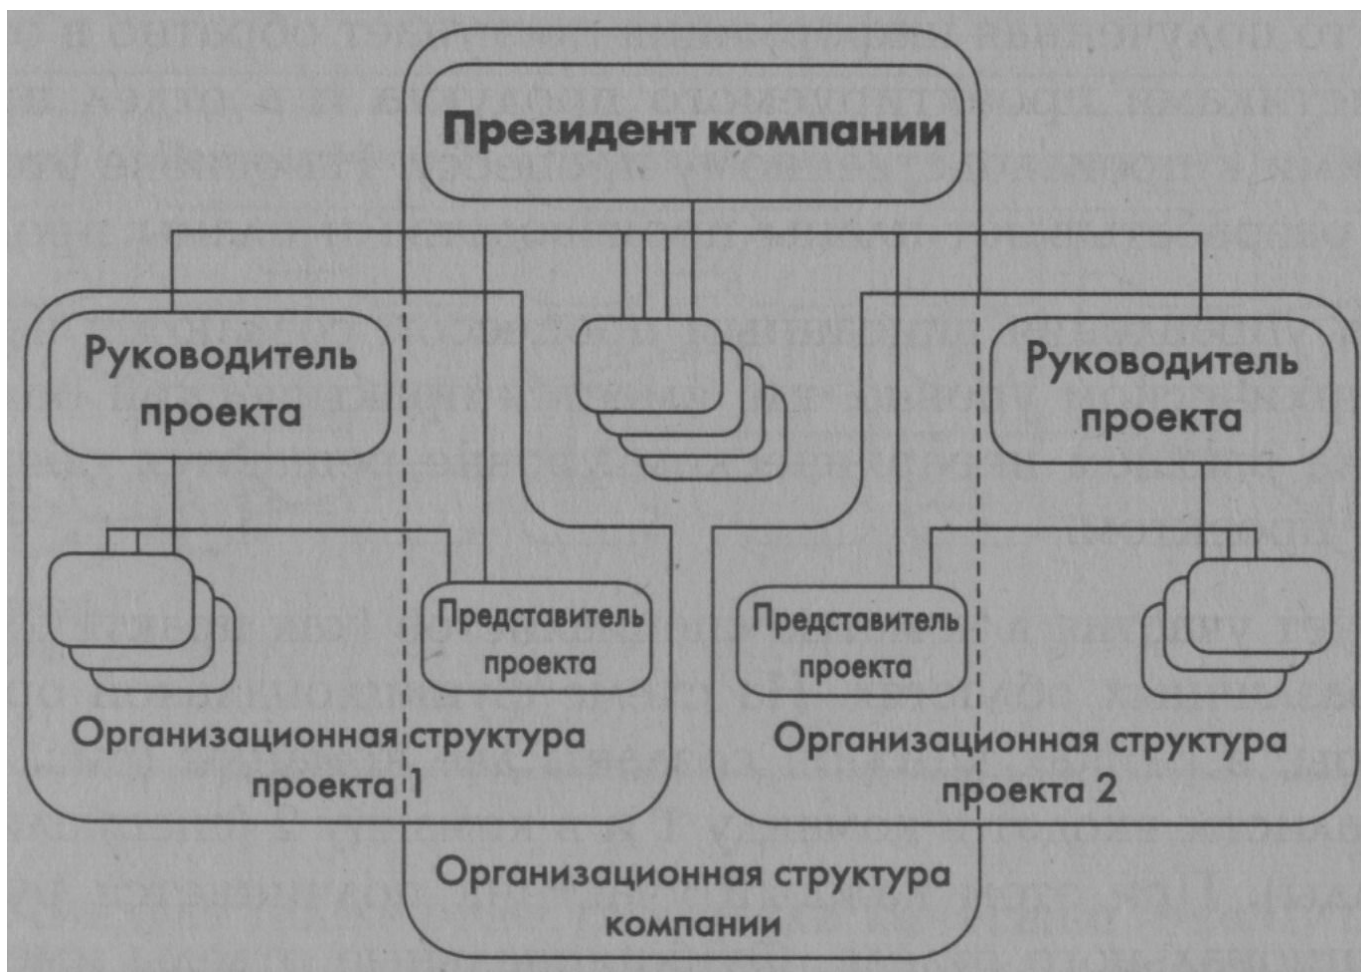 Президент компании
Руководитель
проекта
Руководитель
проекта
Представитель
проекта
Представитель
проекта
Организационная структура
проекта 1
Организационная структура
проекта 2
Организационная структура
компании